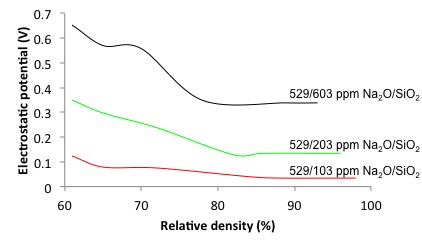 0.7
0.6
0.5
0.4
0.3
0.2
0.1
0
Electrostatic potential (V)
529/603 ppm Na₂O/SiO₂
529/203 ppm Na₂O/SiO₂
529/103 ppm Na₂O/SiO₂
60 70 80 90 100
Relative density (%)